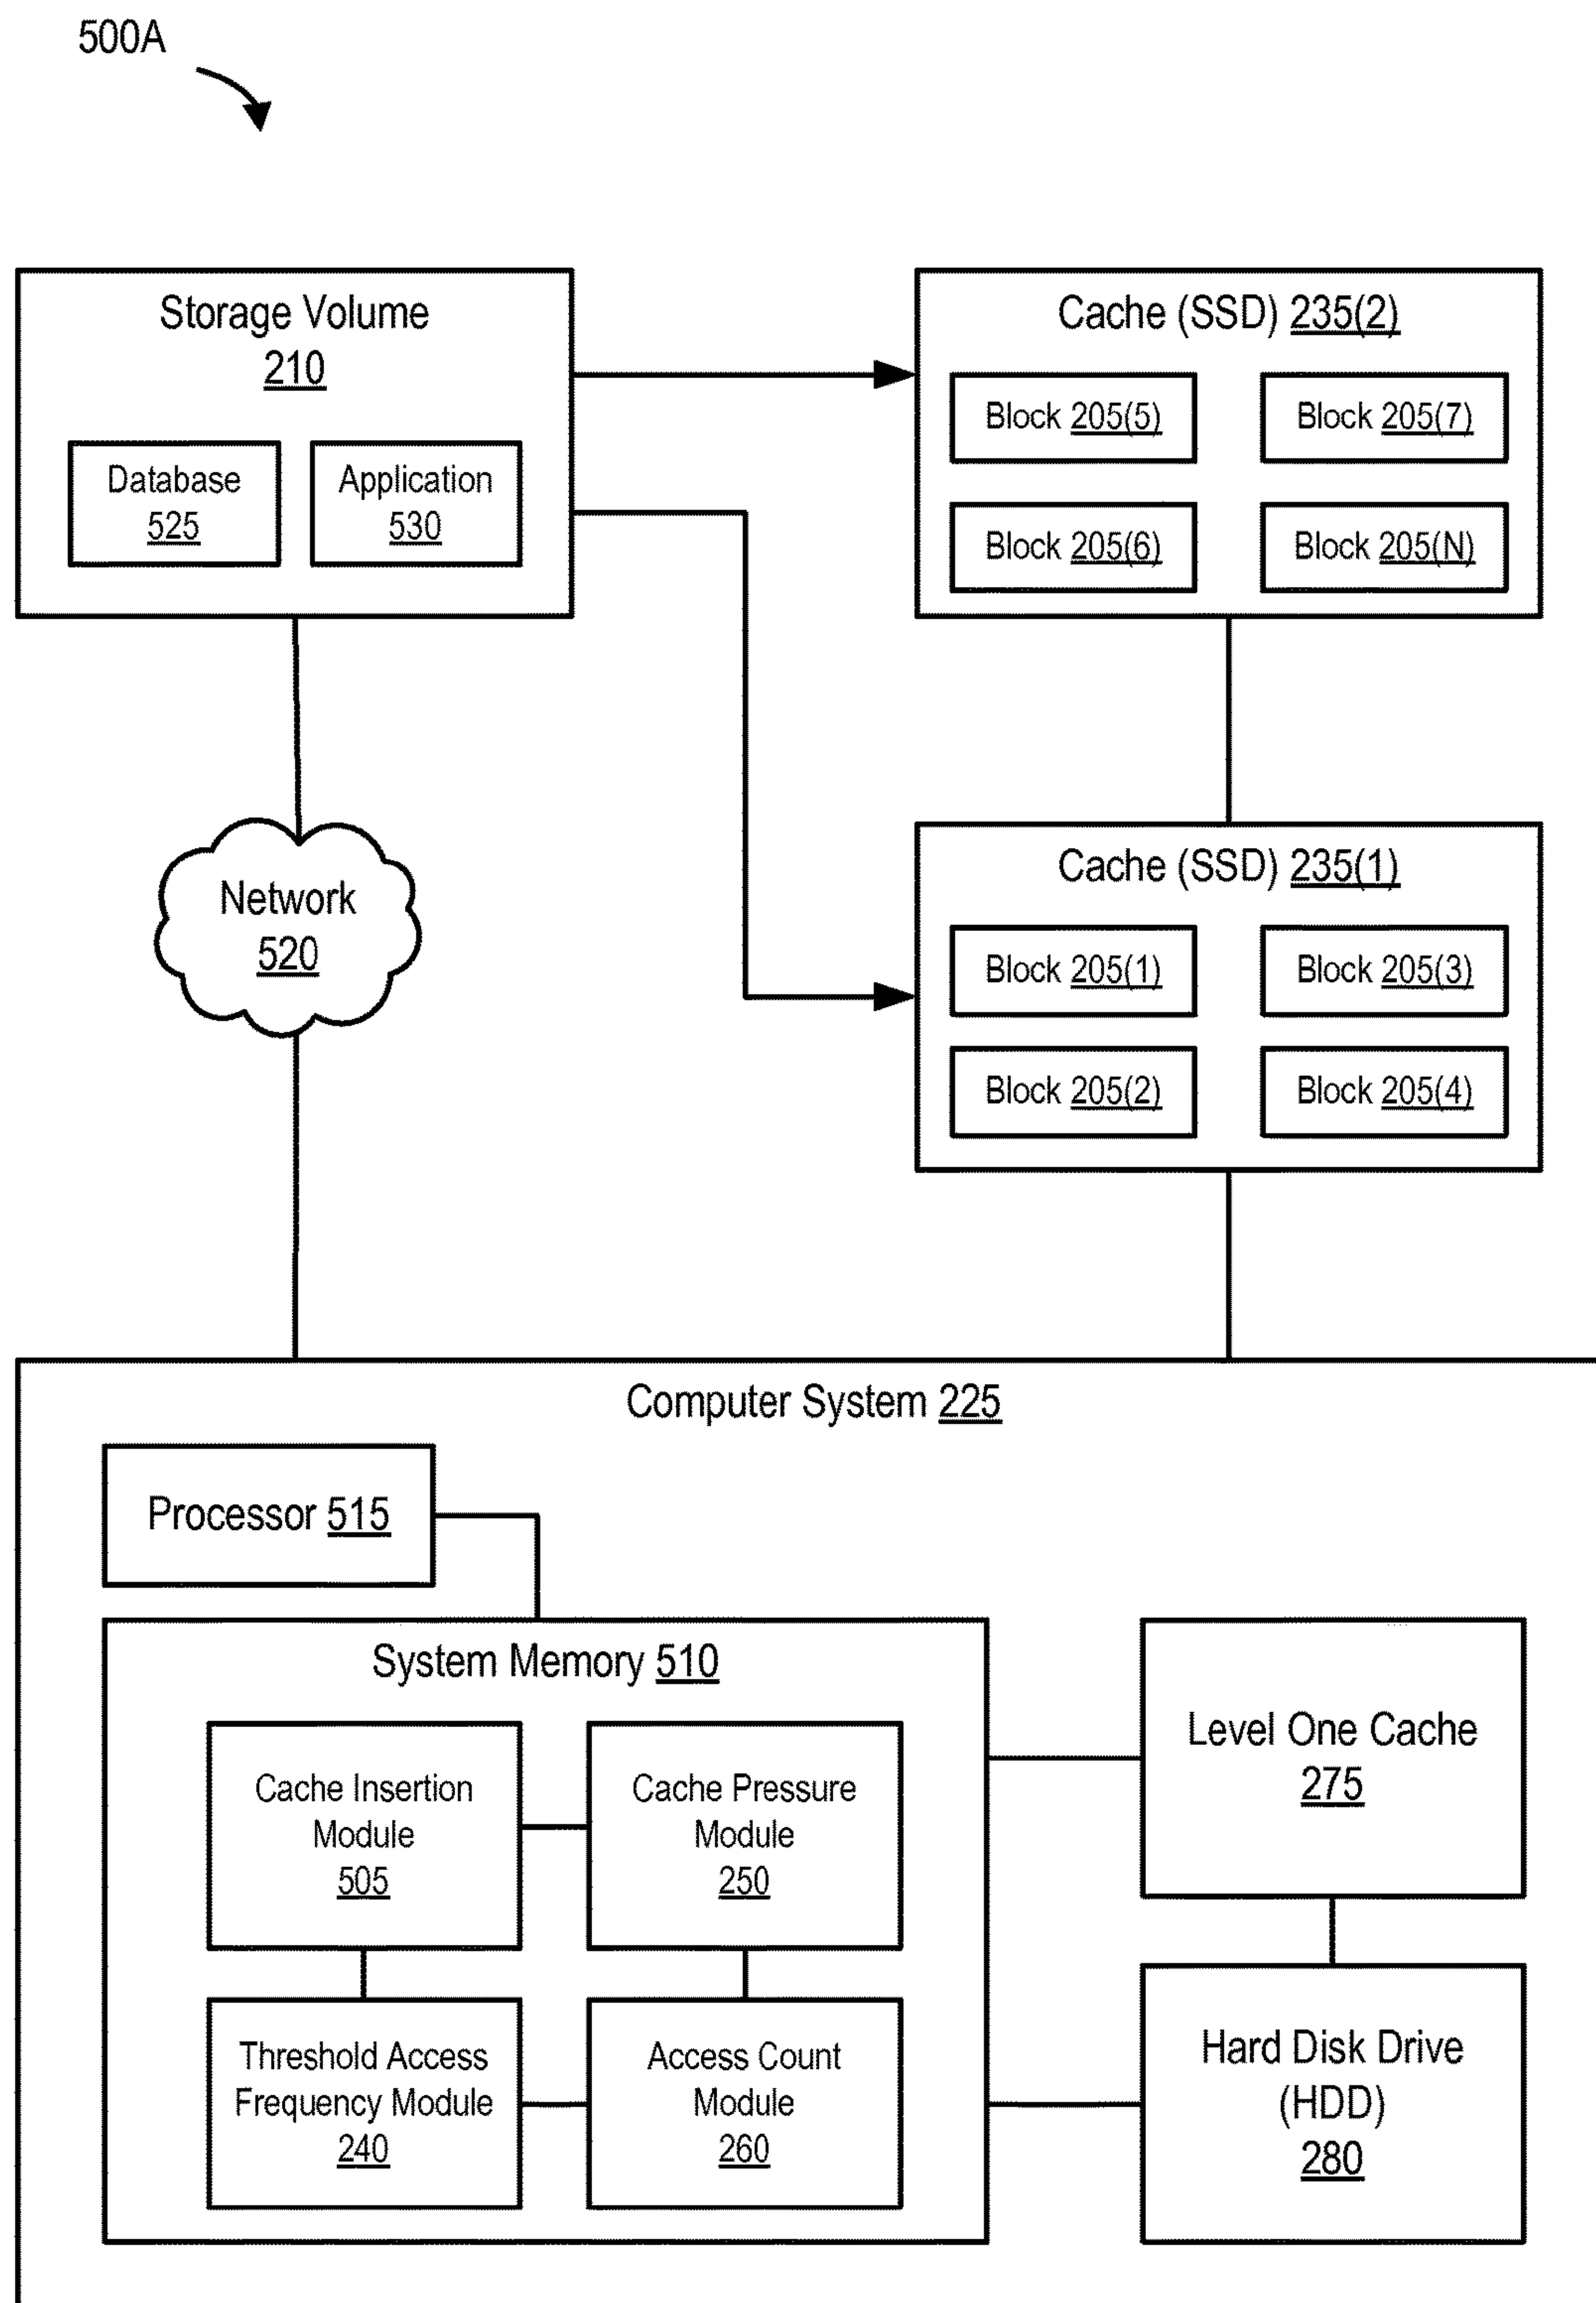 500A
Storage Volume
210
Database
525
Application
530
Cache (SSD) 235(2)
Block 205(5)
Block 205(7)
Block 205(6)
Block 205(N)
Network
520
Cache (SSD) 235(1)
Block 205(1)
Block 205(3)
Block 205(2)
Block 205(4)
Computer System 225
Processor 515
System Memory 510
Cache Insertion
Module
505
Cache Pressure
Module
250
Threshold Access
Frequency Module
240
Access Count
Module
260
Level One Cache
275
Hard Disk Drive
(HDD)
280